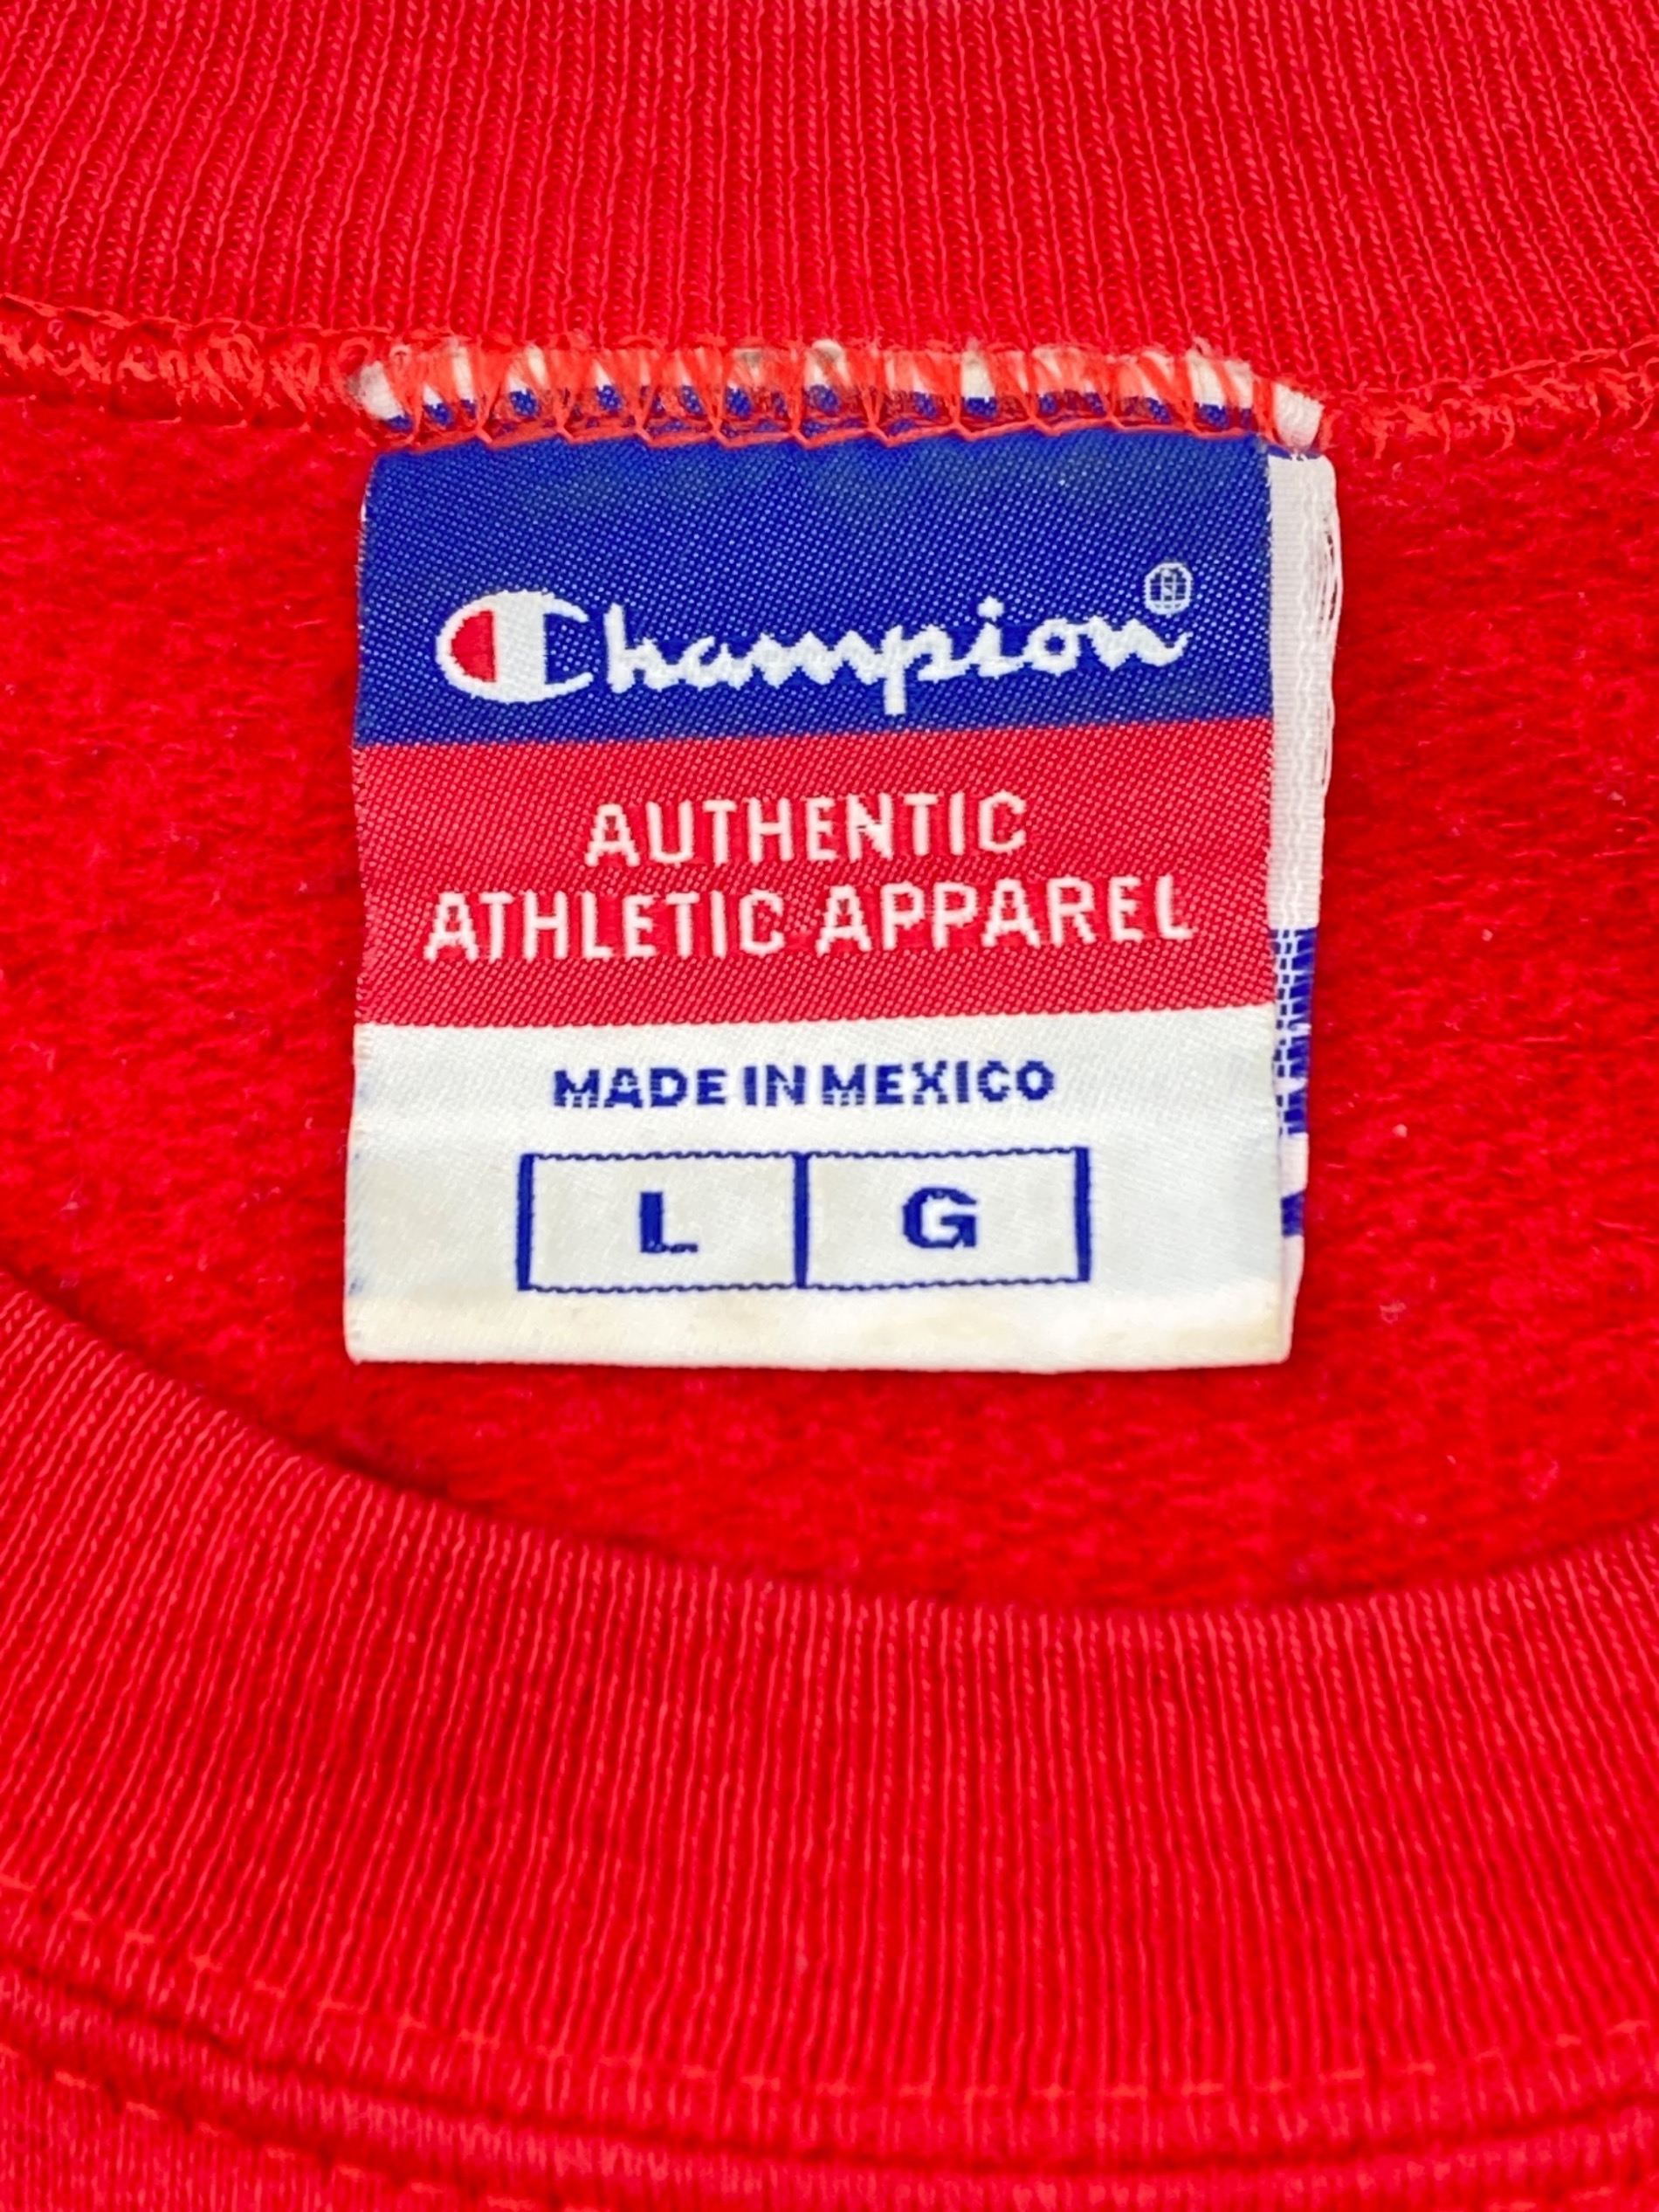 Champion®
AUTHENTIC
ATHLETIC APPAREL
MADE IN MEXICO
L G